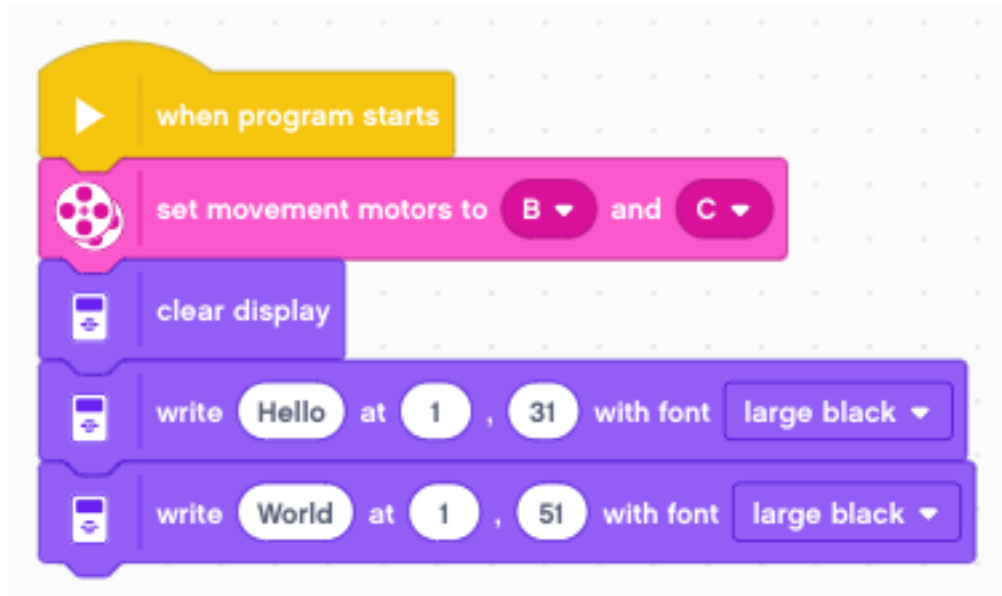 when program starts
set movement motors to B and C
clear display
write Hello at 1 , 31 with font large black
write World at 1 , 51 with font large black